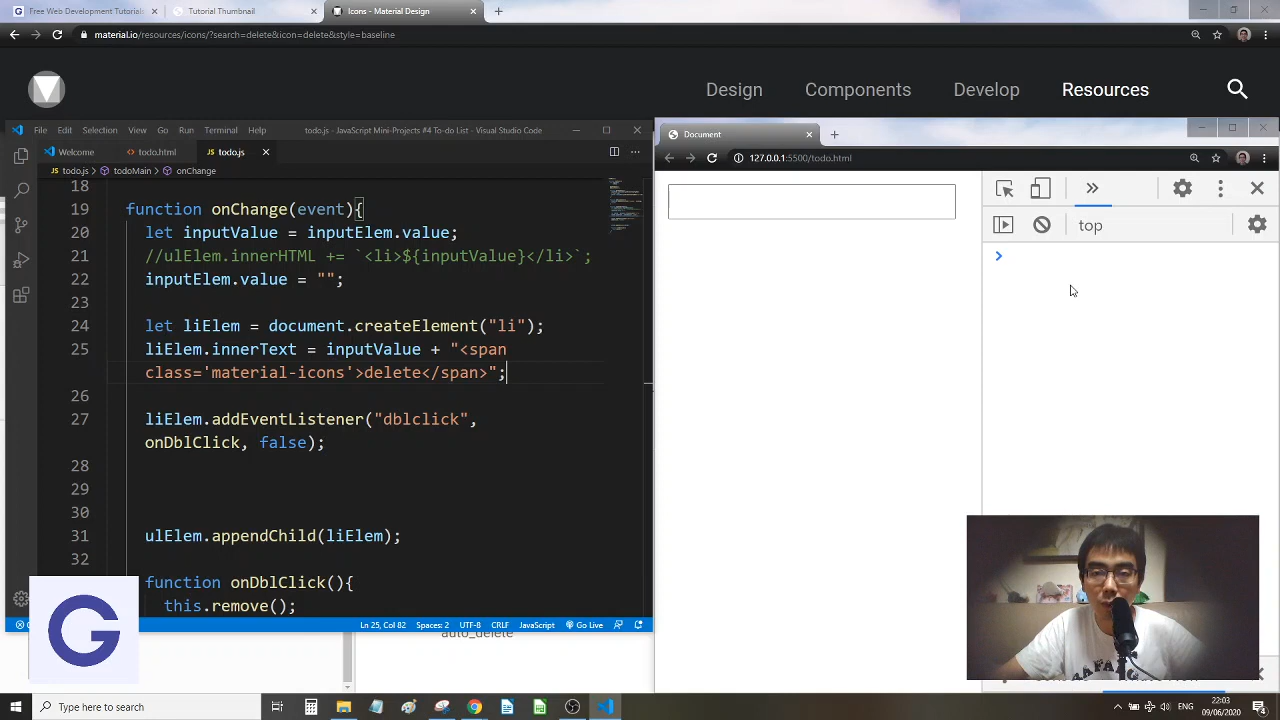 Free Web Development Tutorials
Tutorial Thumbnail
Icons - Material Design
material.io/resources/icons/?search=delete&icon=delete&style=baseline
Design
Components
Develop
Resources
File
Edit
Selection
View
Go
Run
Terminal
Help
todo.js - JavaScript Mini-Projects #4 To-do List - Visual Studio Code
Welcome
todo.html
todo.js
todo.js > todoMain > onChange
18
19 function onChange(event){
20 let inputValue = inputElem.value;
21 //ulElem.innerHTML += `<li>${inputValue}</li>`;
22 inputElem.value = "";
23
24 let liElem = document.createElement("li");
25 liElem.innerText = inputValue + "<span
class='material-icons'>delete</span>";
26
27 liElem.addEventListener("dblclick",
onDblClick, false);
28
29
30
31 ulElem.appendChild(liElem);
32
function onDblClick(){
this.remove();
Ln 25, Col 82
Spaces: 2
UTF-8
CRLF
JavaScript
Go Live
auto_delete
G
Document
127.0.0.1:5500/todo.html
top
Type here to search
ENG
22:03
09/06/2020